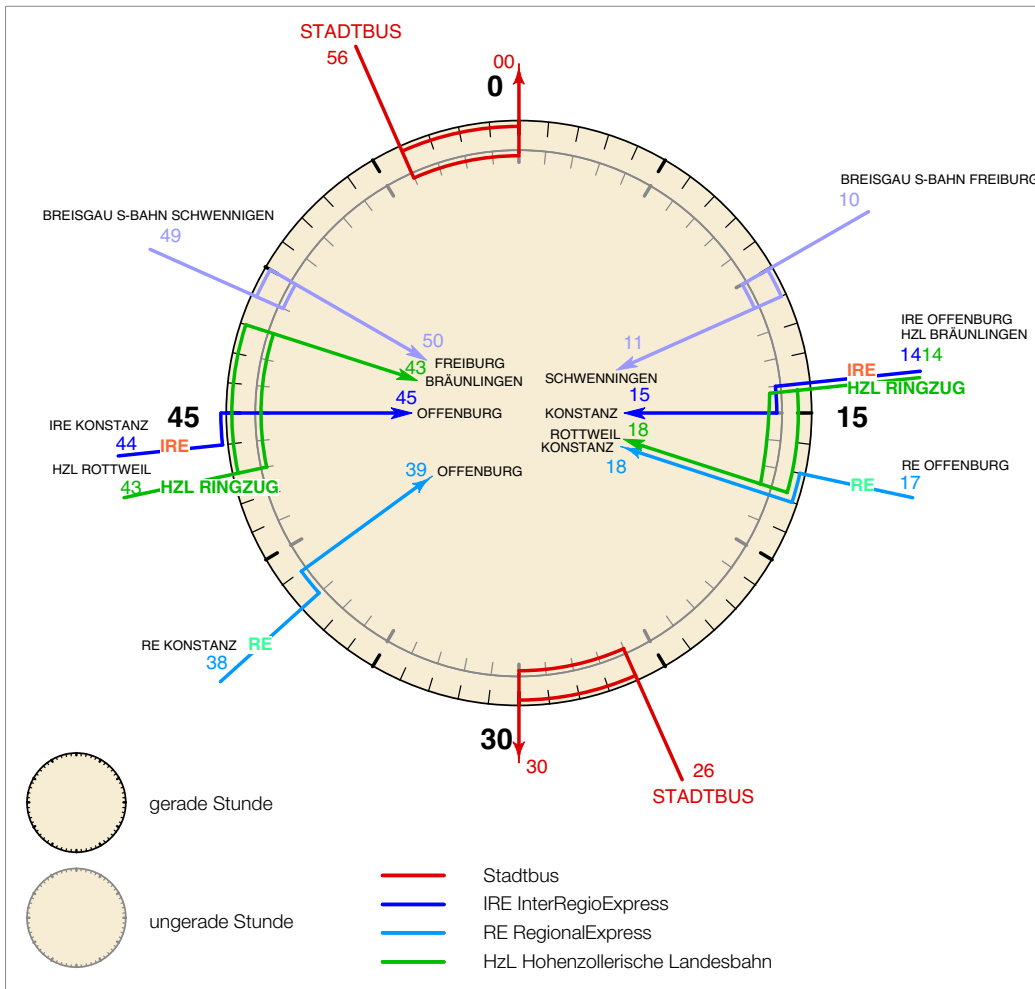 STADTBUS
56
00
0
BREISGAU S-BAHN FREIBURG
10
BREISGAU S-BAHN SCHWENNIGEN
49
IRE OFFENBURG
HZL BRÄUNLINGEN
14 14
IRE
HZL RINGZUG
50
FREIBURG
43
BRÄUNLINGEN
11
SCHWENNINGEN
15
KONSTANZ
45
OFFENBURG
45
15
IRE KONSTANZ
44
IRE
HZL ROTTWEIL
43
HZL RINGZUG
ROTTWEIL
18
KONSTANZ
18
39
OFFENBURG
RE OFFENBURG
17
RE
RE KONSTANZ
RE
38
30
30
26
STADTBUS
gerade Stunde
ungerade Stunde
Stadtbus
IRE InterRegioExpress
RE RegionalExpress
HzL Hohenzollerische Landesbahn